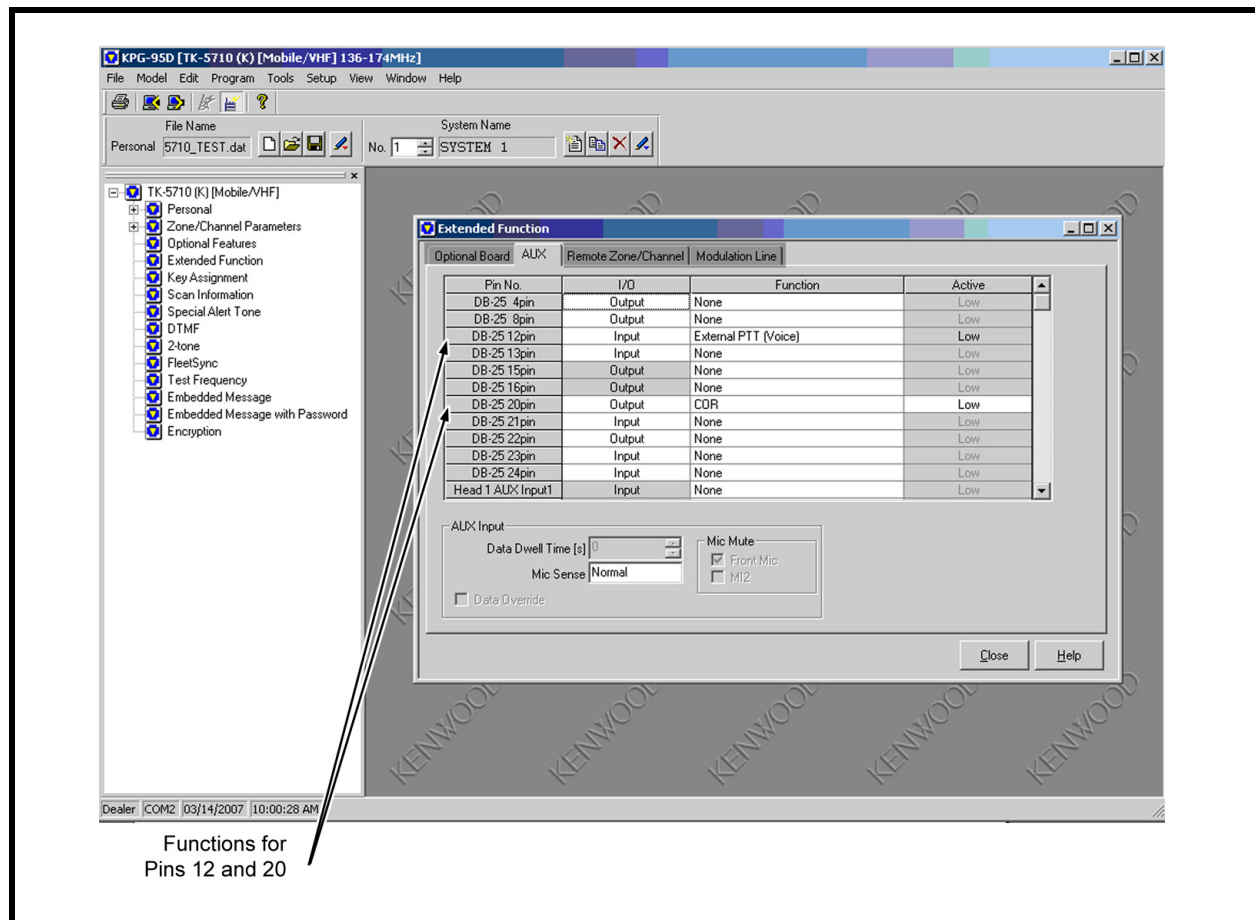 KPG-95D [TK-5710 (K) [Mobile/VHF] 136-174MHz]
File Model Edit Program Tools Setup View Window Help
File Name
Personal 5710_TEST.dat
System Name
No. 1 SYSTEM 1
TK-5710 (K) [Mobile/VHF]
Personal
Zone/Channel Parameters
Optional Features
Extended Function
Key Assignment
Scan Information
Special Alert Tone
DTMF
2-tone
FleetSync
Test Frequency
Embedded Message
Embedded Message with Password
Encryption
Extended Function
Optional Board AUX Remote Zone/Channel Modulation Line
Pin No. I/O Function Active
DB-25 4pin Output None Low
DB-25 8pin Output None Low
DB-25 12pin Input External PTT (Voice) Low
DB-25 13pin Input None Low
DB-25 15pin Output None Low
DB-25 16pin Output None Low
DB-25 20pin Output COR Low
DB-25 21pin Input None Low
DB-25 22pin Output None Low
DB-25 23pin Input None Low
DB-25 24pin Input None Low
Head 1 AUX Input1 Input None Low
AUX Input
Data Dwell Time [s] 0
Mic Sense Normal
Data Override
Mic Mute
Front Mic
MI2
Close Help
KENWOOD KENWOOD KENWOOD KENWOOD KENWOOD
Dealer COM2 03/14/2007 10:00:28 AM
Functions for
Pins 12 and 20